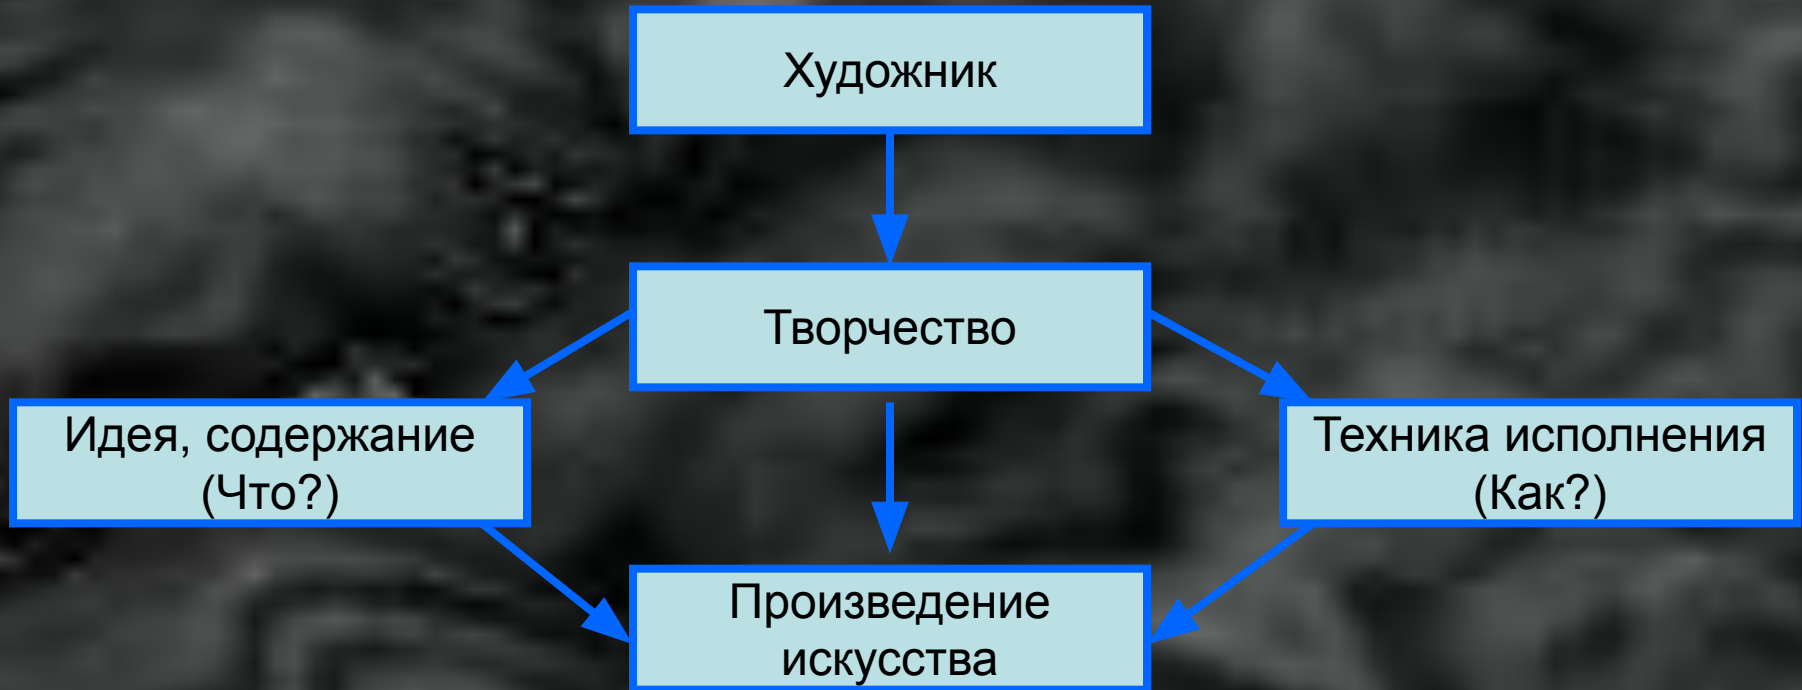 Художник
Творчество
Идея, содержание
(Что?)
Техника исполнения
(Как?)
Произведение
искусства